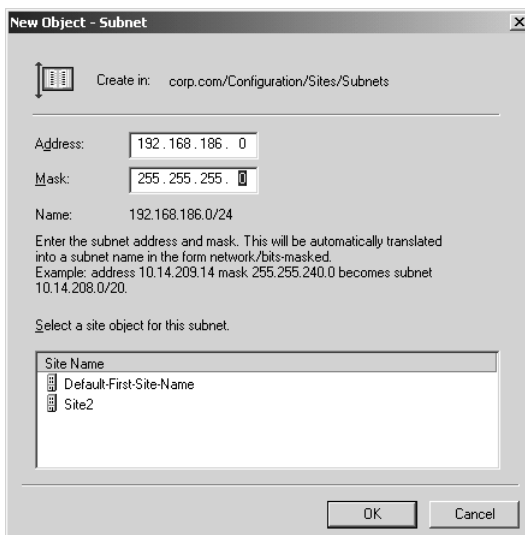 New Object - Subnet
Create in: corp.com/Configuration/Sites/Subnets
Address: 192 . 168 . 186 . 0
Mask: 255 . 255 . 255 . 0
Name: 192.168.186.0/24
Enter the subnet address and mask. This will be automatically translated
into a subnet name in the form network/bits-masked.
Example: address 10.14.209.14 mask 255.255.240.0 becomes subnet
10.14.208.0/20.
Select a site object for this subnet.
Site Name
Default-First-Site-Name
Site2
OK Cancel